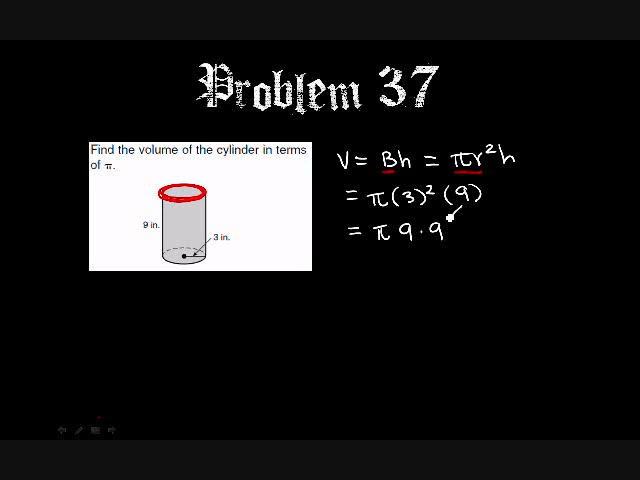 Problem 37
Find the volume of the cylinder in terms
of π.
9 in.
3 in.
V = Bh = πr²h
= π(3)² (9)
= π 9 · 9